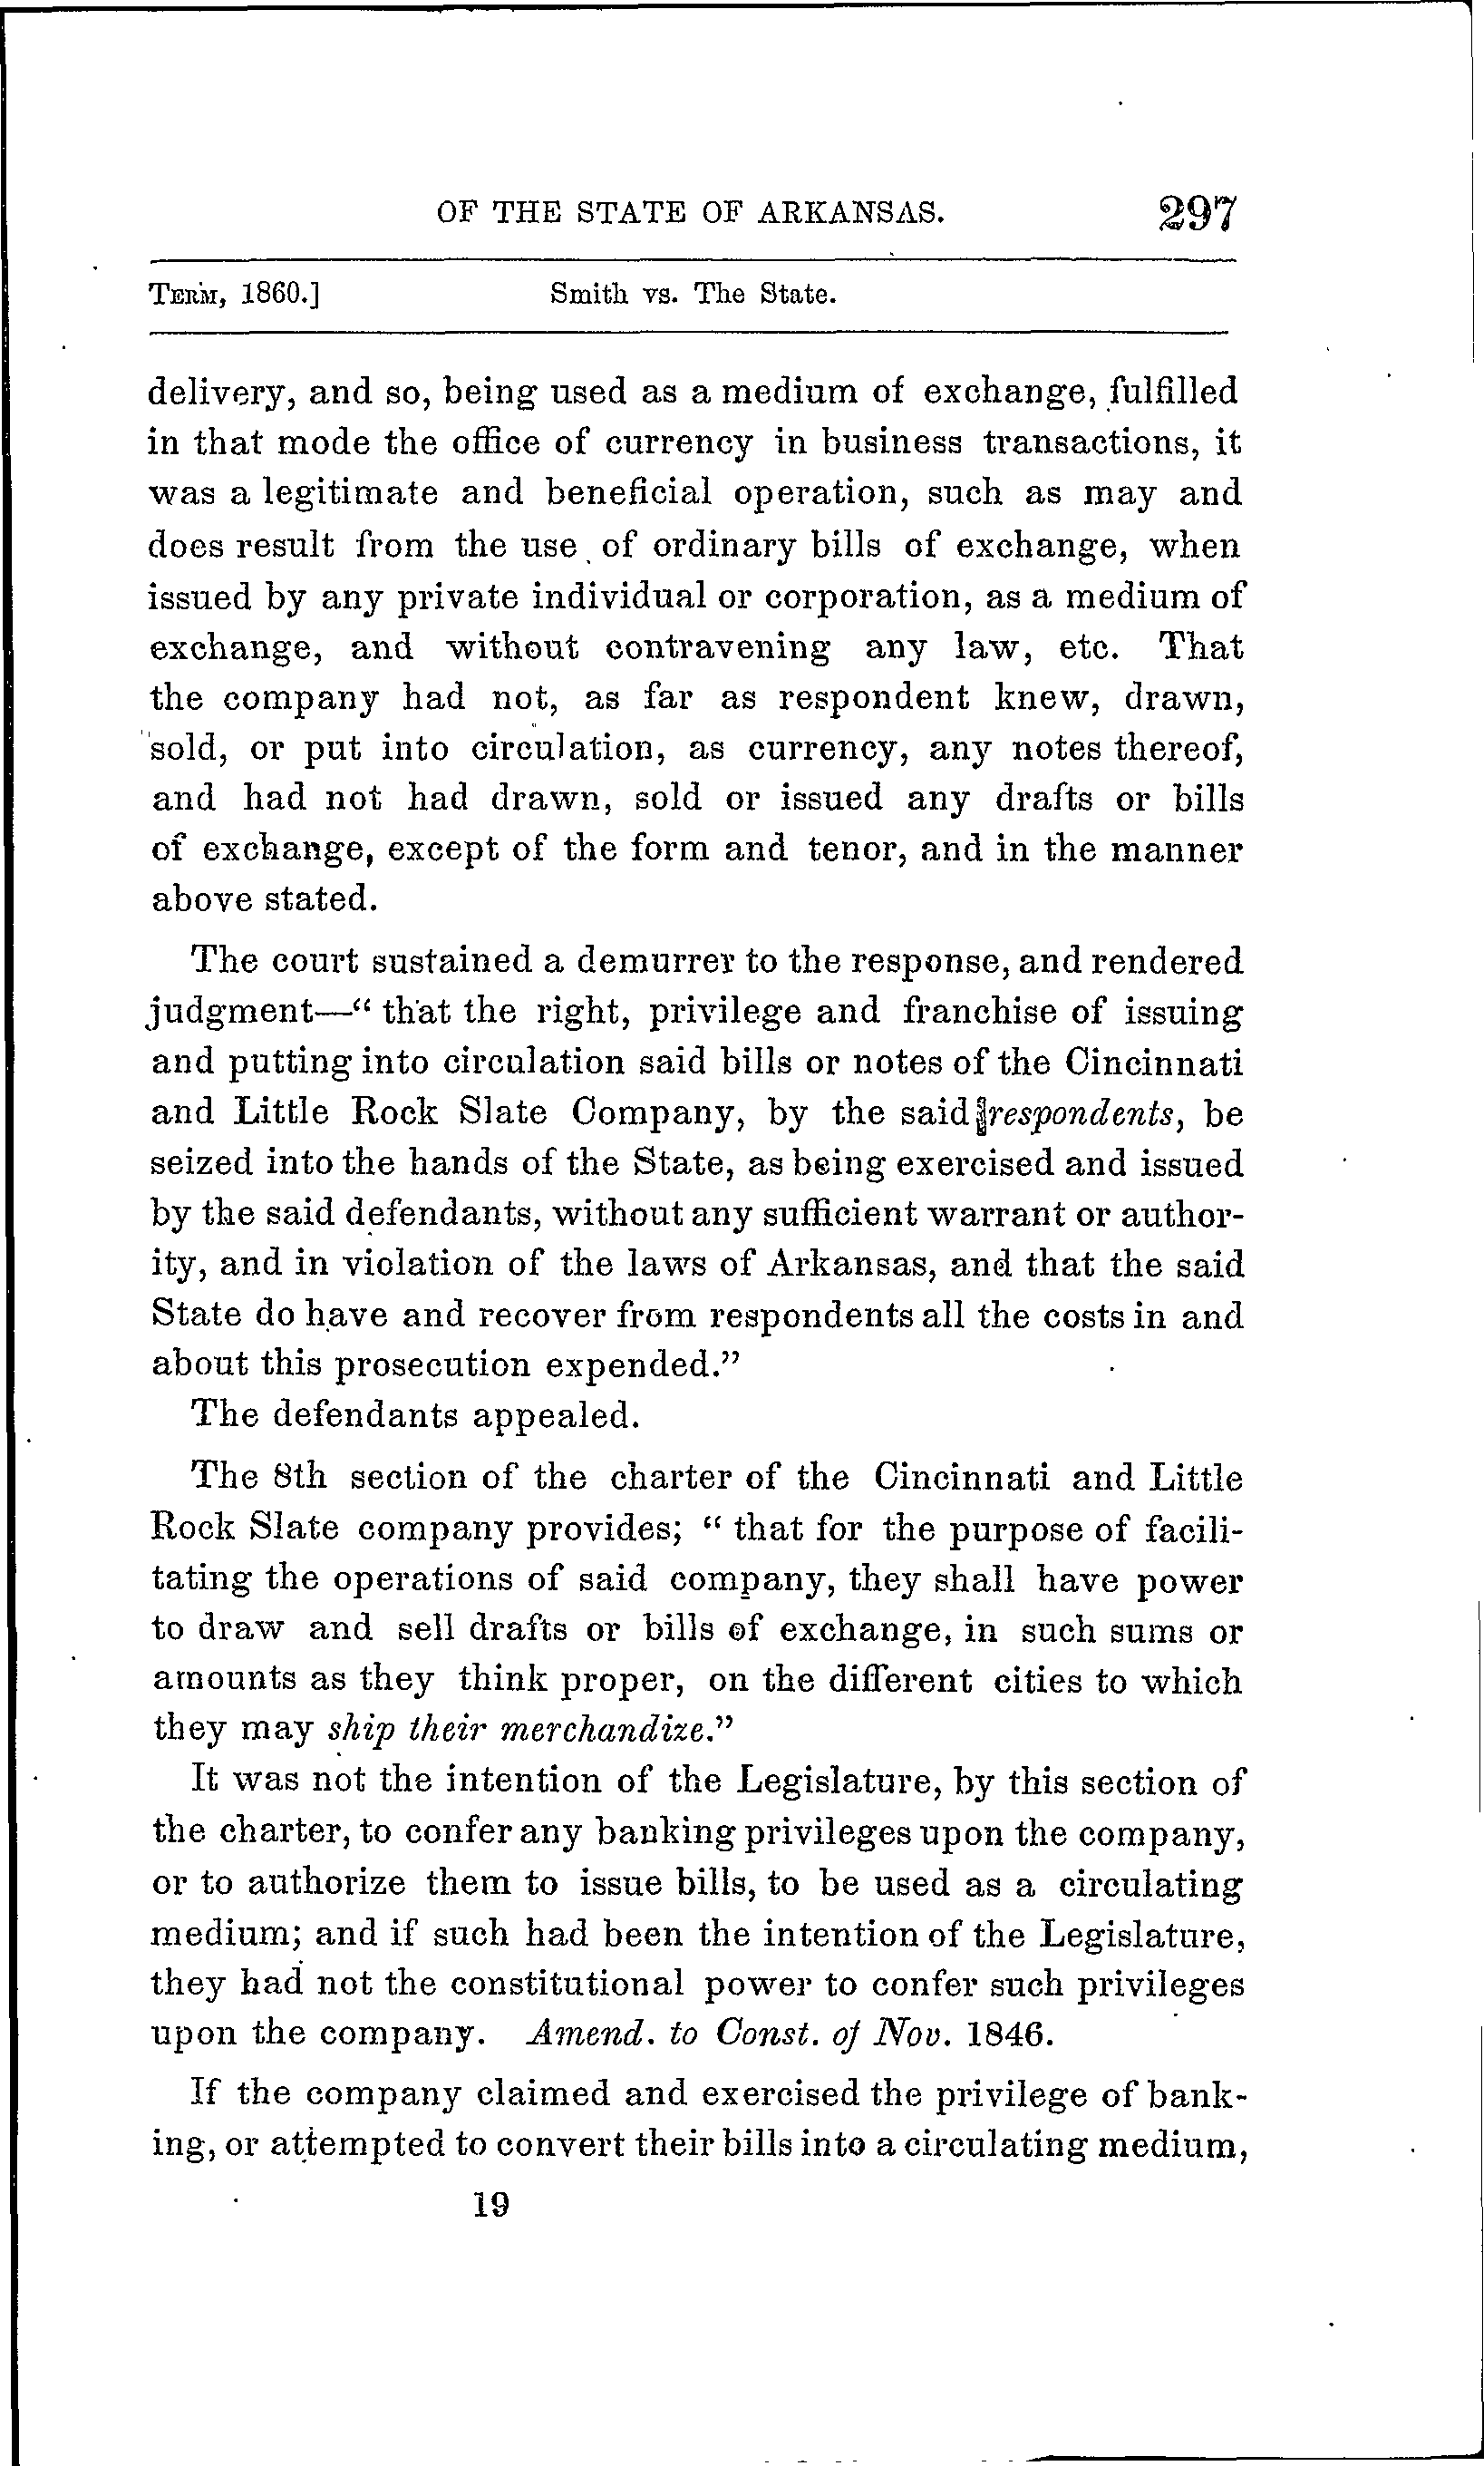 OF THE STATE OF ARKANSAS. 297
TERM, 1860.] Smith vs. The State.
delivery, and so, being used as a medium of exchange, fulfilled
in that mode the office of currency in business transactions, it
was a legitimate and beneficial operation, such as may and
does result from the use of ordinary bills of exchange, when
issued by any private individual or corporation, as a medium of
exchange, and without contravening any law, etc. That
the company had not, as far as respondent knew, drawn,
sold, or put into circulation, as currency, any notes thereof,
and had not had drawn, sold or issued any drafts or bills
of exchange, except of the form and tenor, and in the manner
above stated.
The court sustained a demurrer to the response, and rendered
judgment—“ that the right, privilege and franchise of issuing
and putting into circulation said bills or notes of the Cincinnati
and Little Rock Slate Company, by the said respondents, be
seized into the hands of the State, as being exercised and issued
by the said defendants, without any sufficient warrant or author-
ity, and in violation of the laws of Arkansas, and that the said
State do have and recover from respondents all the costs in and
about this prosecution expended.”
The defendants appealed.
The 8th section of the charter of the Cincinnati and Little
Rock Slate company provides; “ that for the purpose of facili-
tating the operations of said company, they shall have power
to draw and sell drafts or bills of exchange, in such sums or
amounts as they think proper, on the different cities to which
they may ship their merchandize.”
It was not the intention of the Legislature, by this section of
the charter, to confer any banking privileges upon the company,
or to authorize them to issue bills, to be used as a circulating
medium; and if such had been the intention of the Legislature,
they had not the constitutional power to confer such privileges
upon the company. Amend. to Const. of Nov. 1846.
If the company claimed and exercised the privilege of bank-
ing, or attempted to convert their bills into a circulating medium,
19